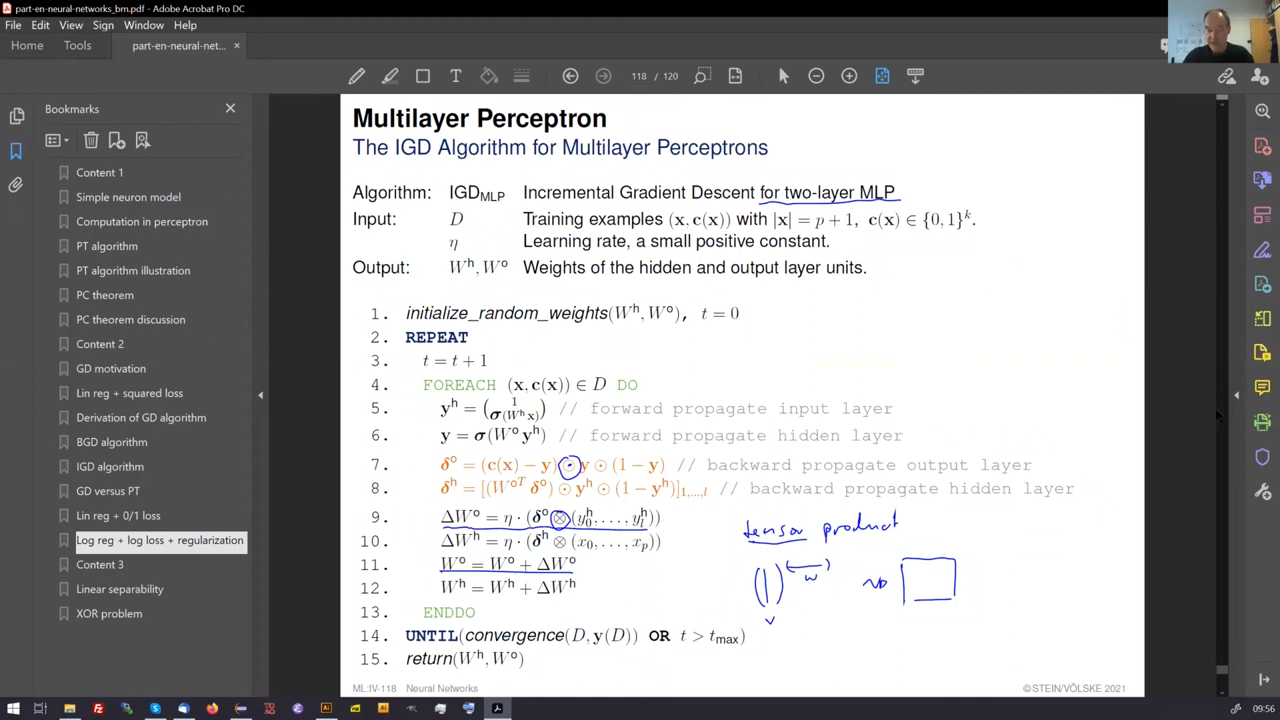 part-en-neural-networks_bm.pdf - Adobe Acrobat Pro DC
File Edit View Sign Window Help
Home Tools part-en-neural-net... ×
118 / 120
Bookmarks
Content 1
Simple neuron model
Computation in perceptron
PT algorithm
PT algorithm illustration
PC theorem
PC theorem discussion
Content 2
GD motivation
Lin reg + squared loss
Derivation of GD algorithm
BGD algorithm
IGD algorithm
GD versus PT
Lin reg + 0/1 loss
Log reg + log loss + regularization
Content 3
Linear separability
XOR problem
Multilayer Perceptron
The IGD Algorithm for Multilayer Perceptrons
Algorithm: IGD_MLP Incremental Gradient Descent for two-layer MLP
Input: D Training examples (x, c(x)) with |x| = p + 1, c(x) ∈ {0, 1}^k.
η Learning rate, a small positive constant.
Output: W^h, W^o Weights of the hidden and output layer units.
1. initialize_random_weights(W^h, W^o), t = 0
2. REPEAT
3. t = t + 1
4. FOREACH (x, c(x)) ∈ D DO
5. y^h = (1 σ(W^h x)) // forward propagate input layer
6. y = σ(W^o y^h) // forward propagate hidden layer
7. δ^o = (c(x) − y) ⊙ y ⊙ (1 − y) // backward propagate output layer
8. δ^h = [(W^o^T δ^o) ⊙ y^h ⊙ (1 − y^h)]_1,...,l // backward propagate hidden layer
9. ΔW^o = η · (δ^o ⊗ (y_0^h, . . . , y_l^h))
10. ΔW^h = η · (δ^h ⊗ (x_0, . . . , x_p))
11. W^o = W^o + ΔW^o
12. W^h = W^h + ΔW^h
13. ENDDO
14. UNTIL(convergence(D, y(D)) OR t > t_max)
15. return(W^h, W^o)
tensor product
w
v
ML:IV-118 Neural Networks © STEIN/VÖLSKE 2021
09:56